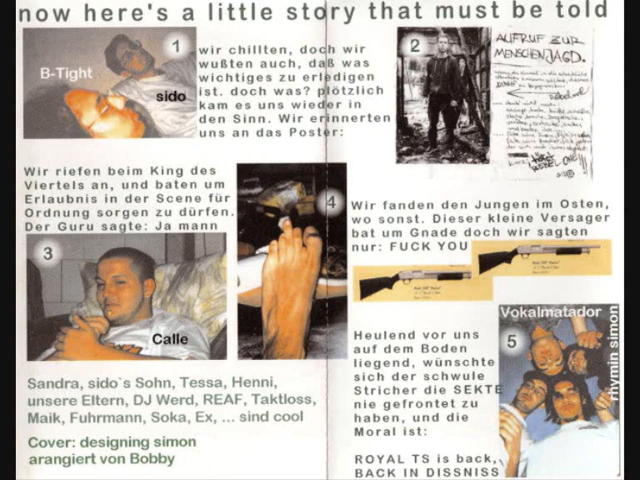 now here's a little story that must be told
1
B-Tight
sido
wir chillten, doch wir
wußten auch, daß was
wichtiges zu erledigen
ist. doch was? plötzlich
kam es uns wieder in
den Sinn. Wir erinnerten
uns an das Poster:
2
AUFRUF ZUR
MENSCHENJAGD.
Wir riefen beim King des
Viertels an, und baten um
Erlaubnis in der Scene für
Ordnung sorgen zu dürfen.
Der Guru sagte: Ja mann
3
Calle
4
Wir fanden den Jungen im Osten,
wo sonst. Dieser kleine Versager
bat um Gnade doch wir sagten
nur: FUCK YOU
Heulend vor uns
auf dem Boden
liegend, wünschte
sich der schwule
Stricher die SEKTE
nie gefrontet zu
haben, und die
Moral ist:
ROYAL TS is back,
BACK IN DISSNISS
Vokalmatador
5
rhymin simon
Sandra, sido`s Sohn, Tessa, Henni,
unsere Eltern, DJ Werd, REAF, Taktloss,
Maik, Fuhrmann, Soka, Ex, ... sind cool
Cover: designing simon
arangiert von Bobby